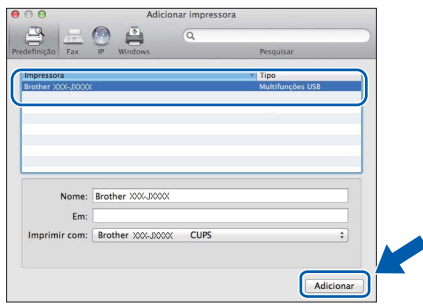 Adicionar impressora
Predefinição Fax IP Windows Pesquisar
Impressora Tipo
Brother XXX-JXXXX Multifunções USB
Nome: Brother XXX-JXXXX
Em:
Imprimir com: Brother XXX-JXXXX CUPS
Adicionar